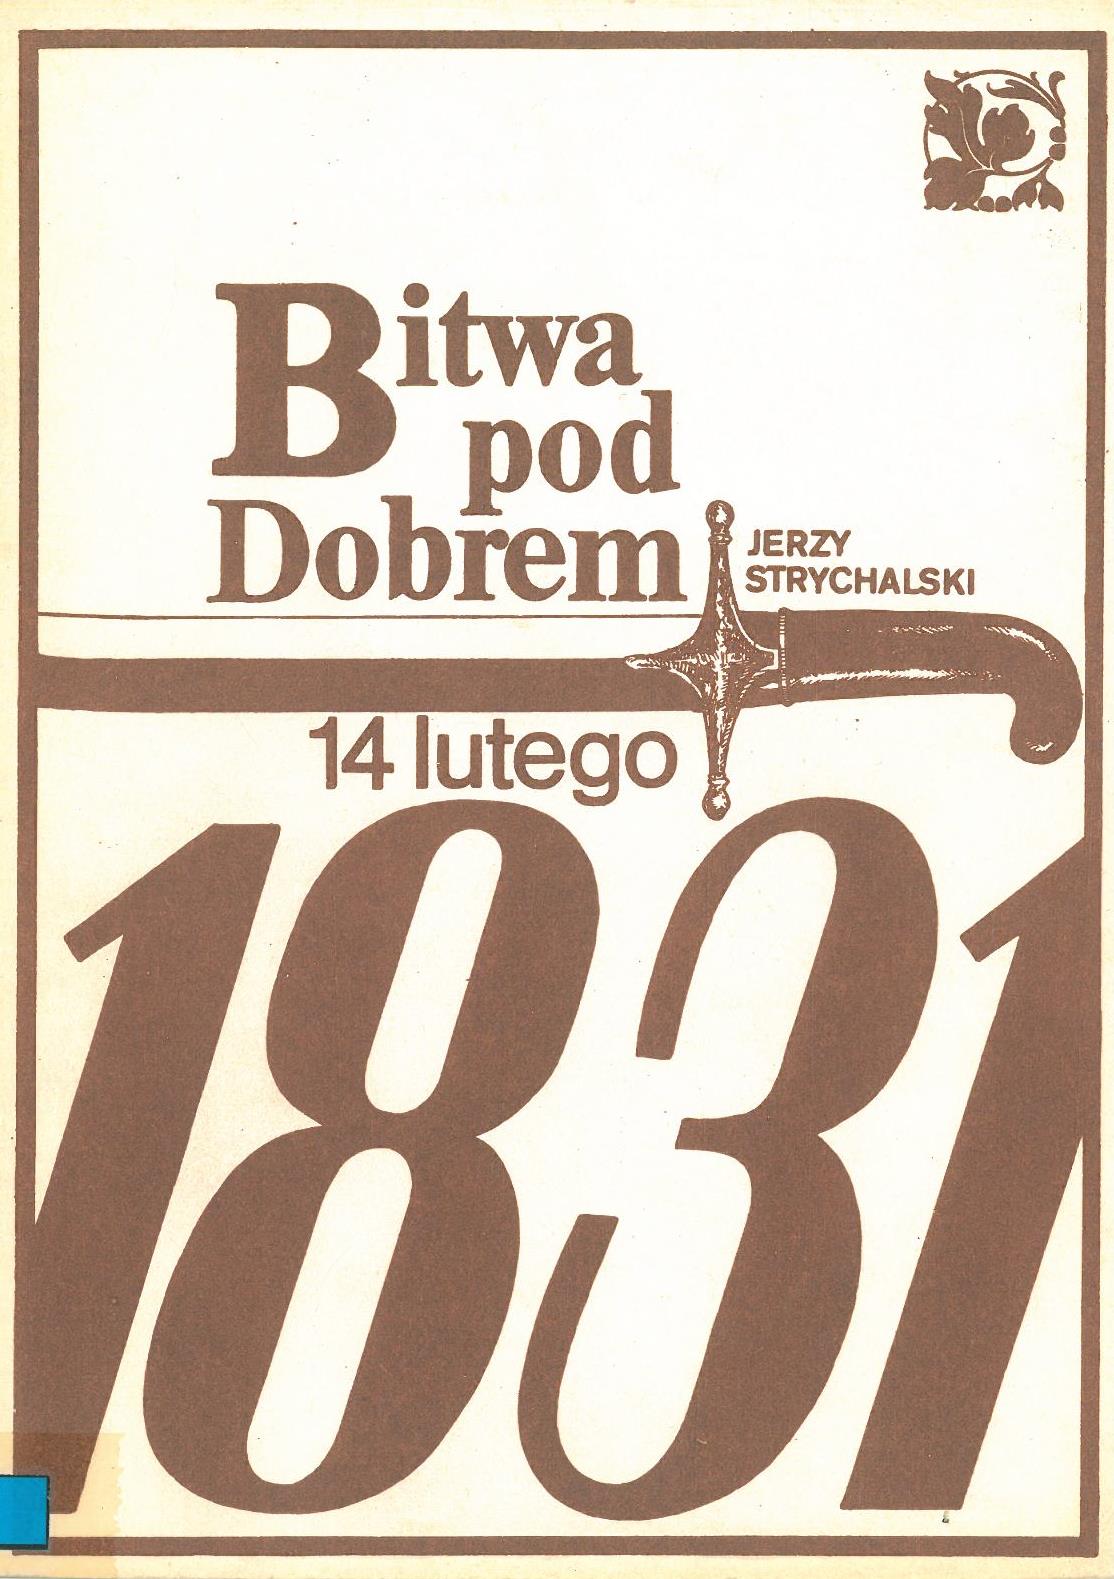 Bitwa
pod
Dobrem
JERZY
STRYCHALSKI
14 lutego
1831